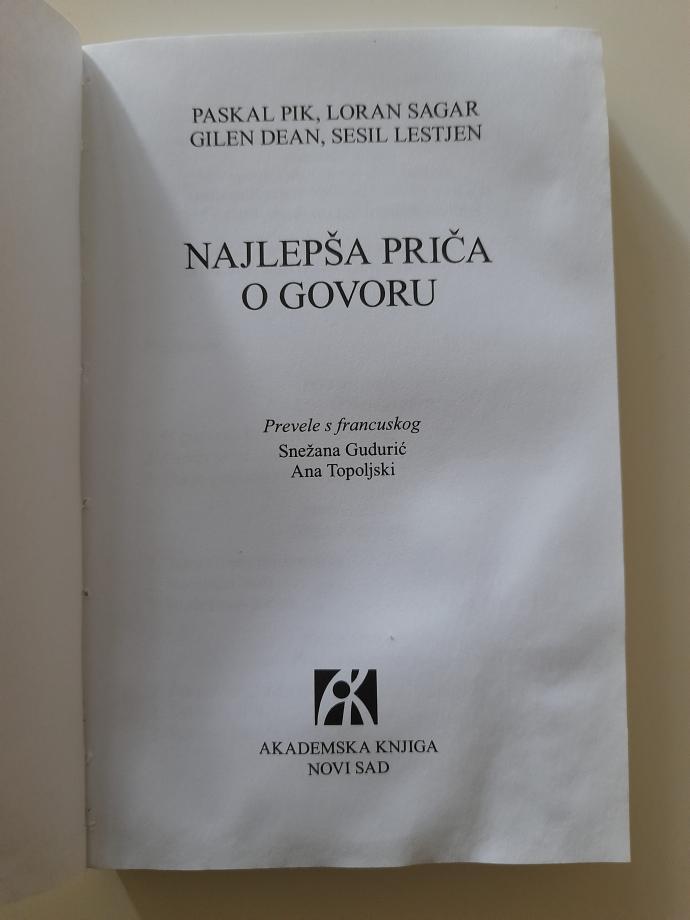 PASKAL PIK, LORAN SAGAR
GILEN DEAN, SESIL LESTJEN
NAJLEPŠA PRIČA
O GOVORU
Prevele s francuskog
Snežana Gudurić
Ana Topoljski
AKADEMSKA KNJIGA
NOVI SAD